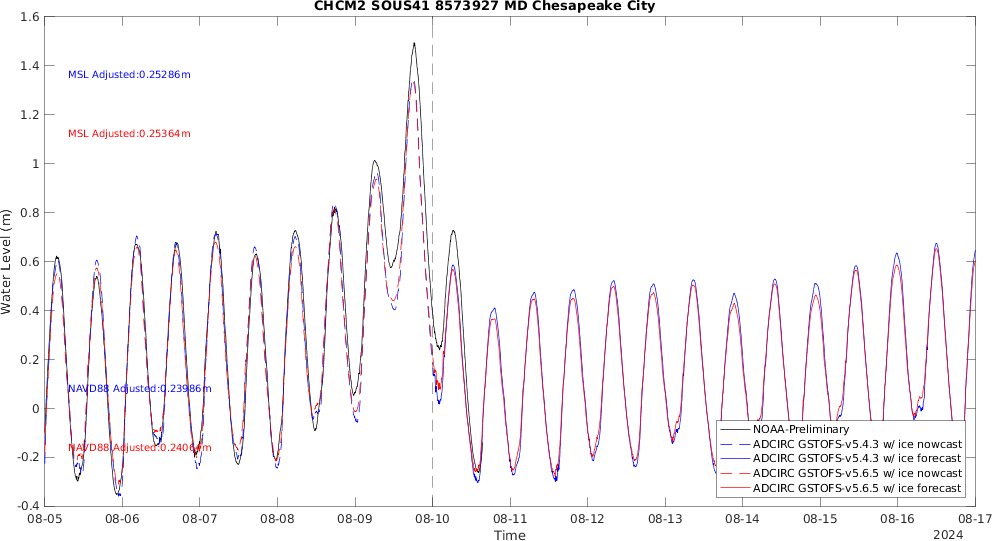 CHCM2 SOUS41 8573927 MD Chesapeake City
1.6
1.4
1.2
1
0.8
0.6
0.4
0.2
0
-0.2
-0.4
Water Level (m)
MSL Adjusted:0.25286m
MSL Adjusted:0.25364m
NAVD88 Adjusted:0.23986m
NAVD88 Adjusted:0.2406 m
NOAA-Preliminary
ADCIRC GSTOFS-v5.4.3 w/ ice nowcast
ADCIRC GSTOFS-v5.4.3 w/ ice forecast
ADCIRC GSTOFS-v5.6.5 w/ ice nowcast
ADCIRC GSTOFS-v5.6.5 w/ ice forecast
08-05 08-06 08-07 08-08 08-09 08-10 08-11 08-12 08-13 08-14 08-15 08-16 08-17
Time
2024